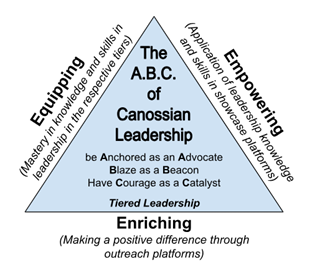 The
A.B.C.
of
Canossian
Leadership
be Anchored as an Advocate
Blaze as a Beacon
Have Courage as a Catalyst
Tiered Leadership
Equipping
(Mastery in knowledge and skills in
leadership in the respective tiers)
Empowering
(Application of leadership knowledge
and skills in showcase platforms)
Enriching
(Making a positive difference through
outreach platforms)